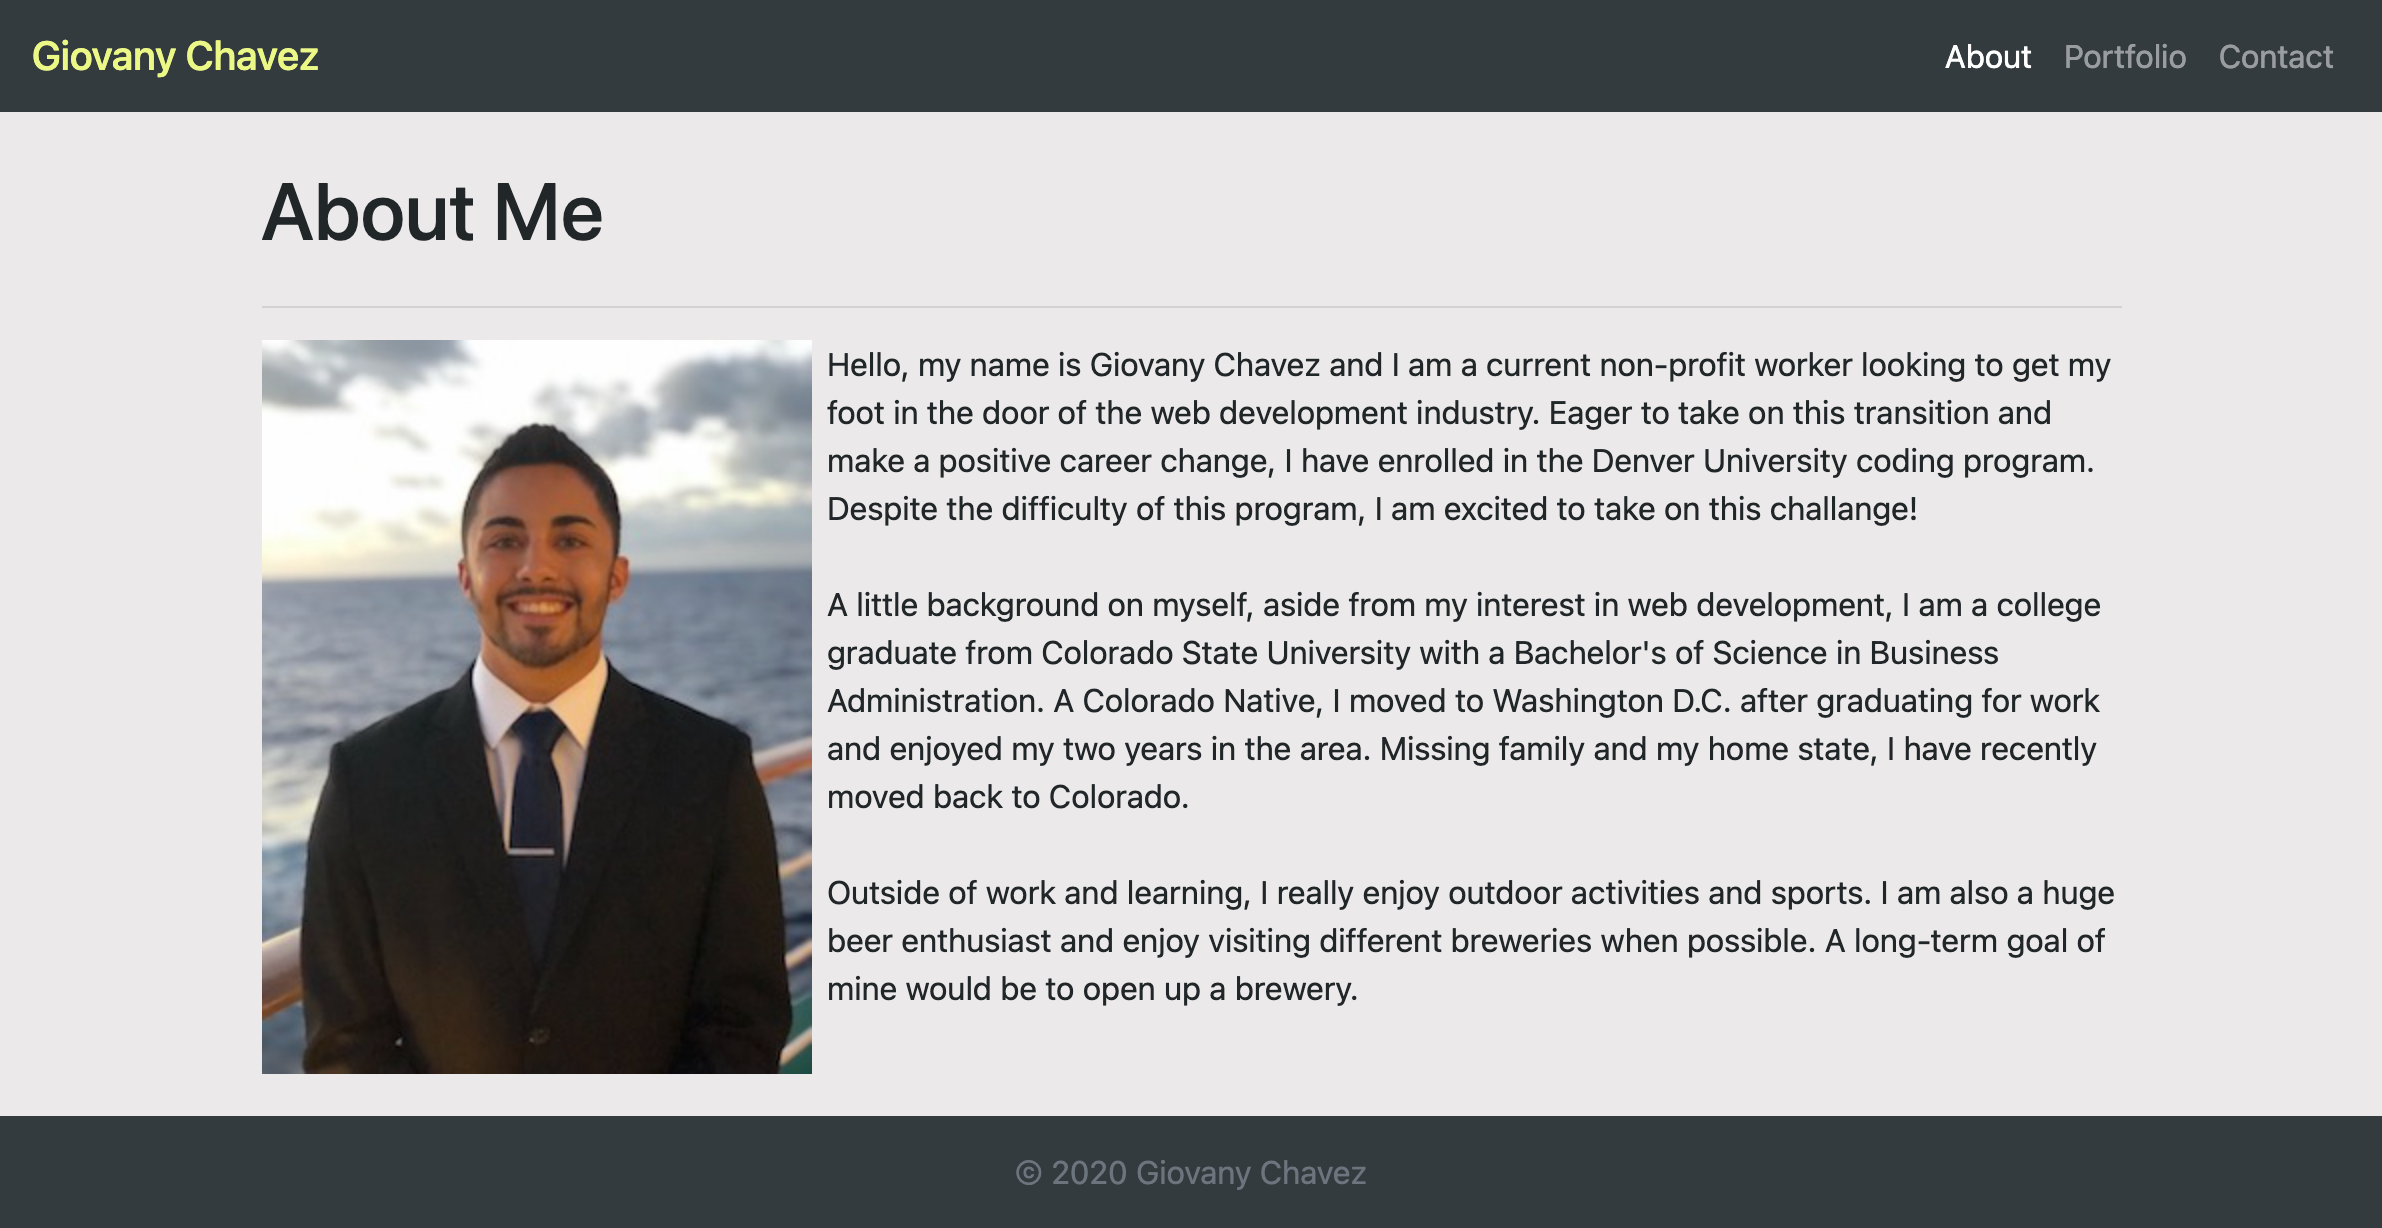 Giovany Chavez
About Portfolio Contact
About Me
Hello, my name is Giovany Chavez and I am a current non-profit worker looking to get my
foot in the door of the web development industry. Eager to take on this transition and
make a positive career change, I have enrolled in the Denver University coding program.
Despite the difficulty of this program, I am excited to take on this challange!
A little background on myself, aside from my interest in web development, I am a college
graduate from Colorado State University with a Bachelor's of Science in Business
Administration. A Colorado Native, I moved to Washington D.C. after graduating for work
and enjoyed my two years in the area. Missing family and my home state, I have recently
moved back to Colorado.
Outside of work and learning, I really enjoy outdoor activities and sports. I am also a huge
beer enthusiast and enjoy visiting different breweries when possible. A long-term goal of
mine would be to open up a brewery.
© 2020 Giovany Chavez